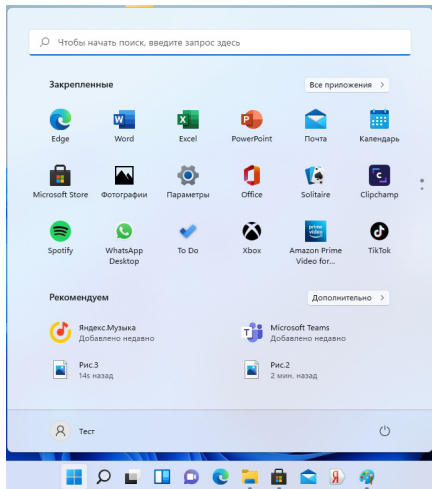 Чтобы начать поиск, введите запрос здесь
Закрепленные
Все приложения >
Edge
Word
Excel
PowerPoint
Почта
Календарь
Microsoft Store
Фотографии
Параметры
Office
Solitaire
Clipchamp
Spotify
WhatsApp
Desktop
To Do
Xbox
prime
video
Amazon Prime
Video for...
TikTok
Рекомендуем
Дополнительно >
Яндекс.Музыка
Добавлено недавно
Microsoft Teams
Добавлено недавно
Рис.3
14s назад
Рис.2
2 мин. назад
Тест